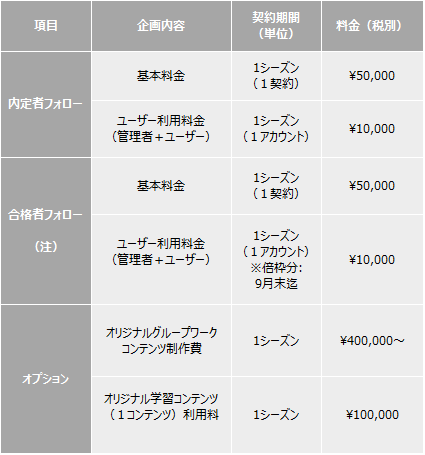 項目
企画内容
契約期間
（単位）
料金（税別）
内定者フォロー
基本料金
1シーズン
（１契約）
¥50,000
ユーザー利用料金
（管理者＋ユーザー）
1シーズン
（１アカウント）
¥10,000
合格者フォロー
（注）
基本料金
1シーズン
（１契約）
¥50,000
ユーザー利用料金
（管理者＋ユーザー）
1シーズン
（１アカウント）
※倍枠分:
9月末迄
¥10,000
オプション
オリジナルグループワーク
コンテンツ制作費
1シーズン
¥400,000～
オリジナル学習コンテンツ
（１コンテンツ）利用料
1シーズン
¥100,000